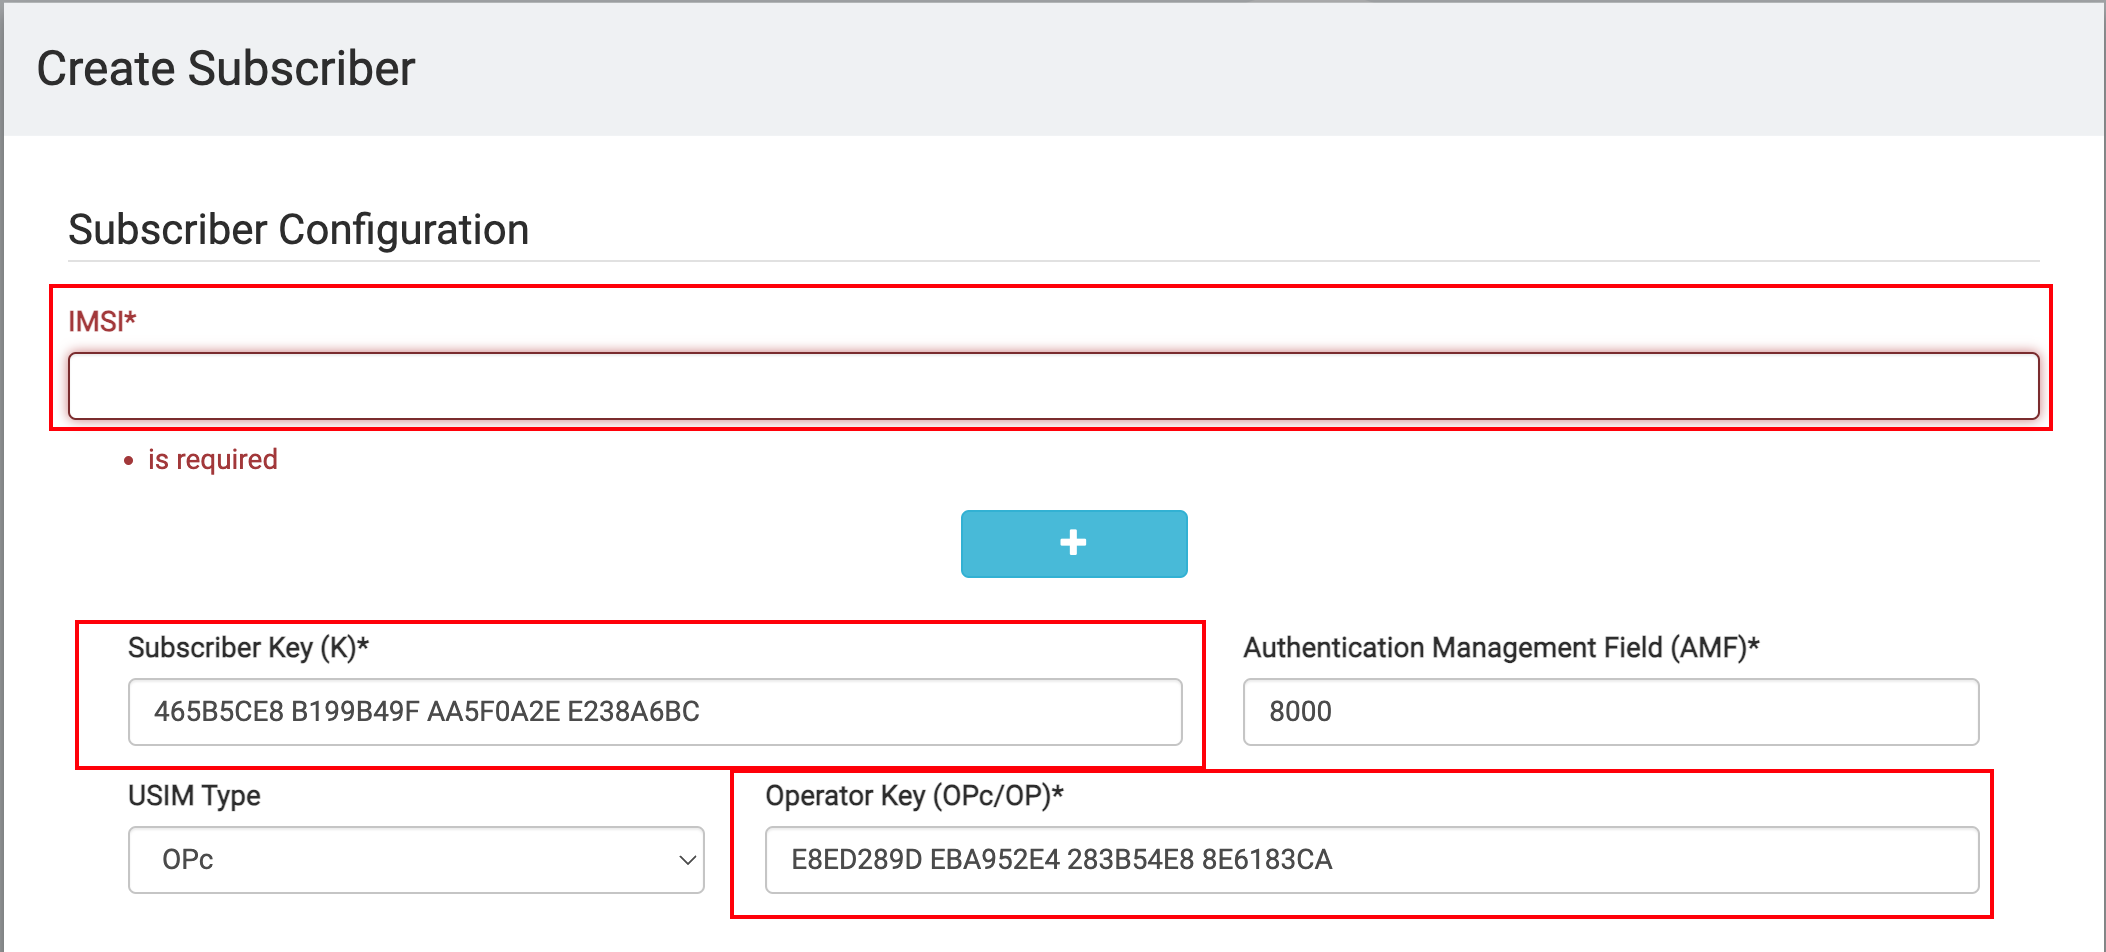 Create Subscriber
Subscriber Configuration
IMSI*
is required
Subscriber Key (K)*
Authentication Management Field (AMF)*
465B5CE8 B199B49F AA5F0A2E E238A6BC
8000
USIM Type
Operator Key (OPc/OP)*
OPc
E8ED289D EBA952E4 283B54E8 8E6183CA